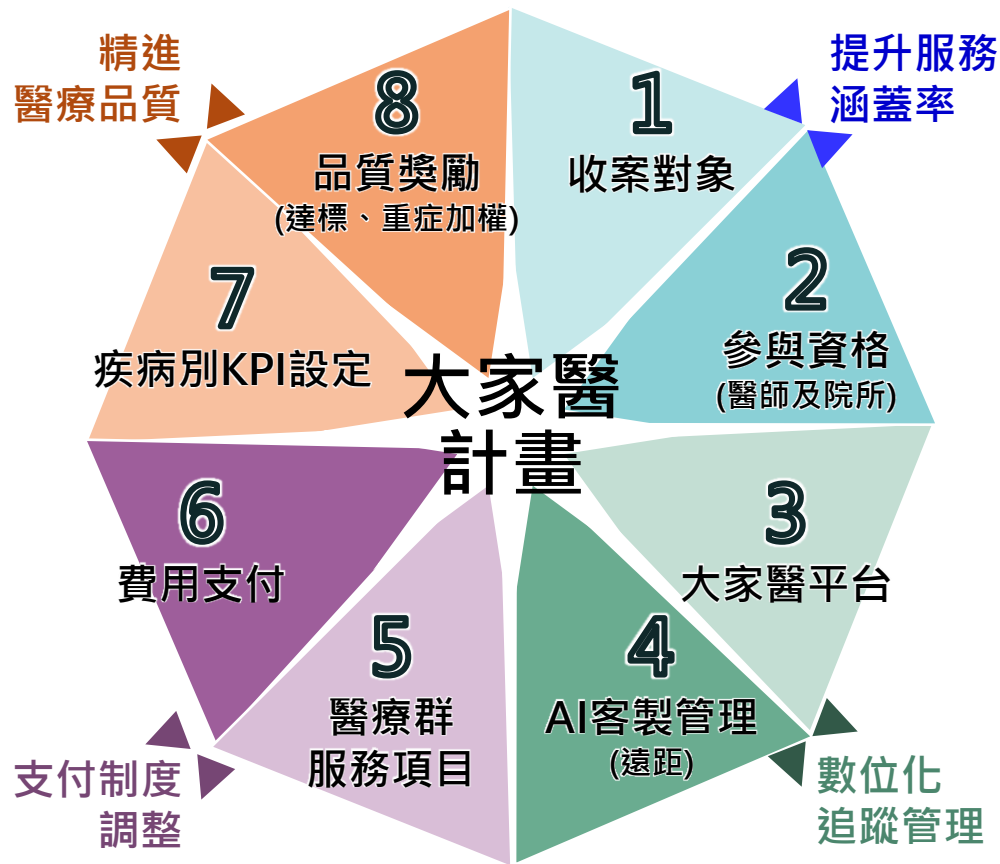 精進
醫療品質
提升服務
涵蓋率
8
品質獎勵
(達標、重症加權)
1
收案對象
2
參與資格
(醫師及院所)
7
疾病別KPI設定
大家醫
計畫
3
大家醫平台
6
費用支付
5
醫療群
服務項目
4
AI客製管理
(遠距)
支付制度
調整
數位化
追蹤管理